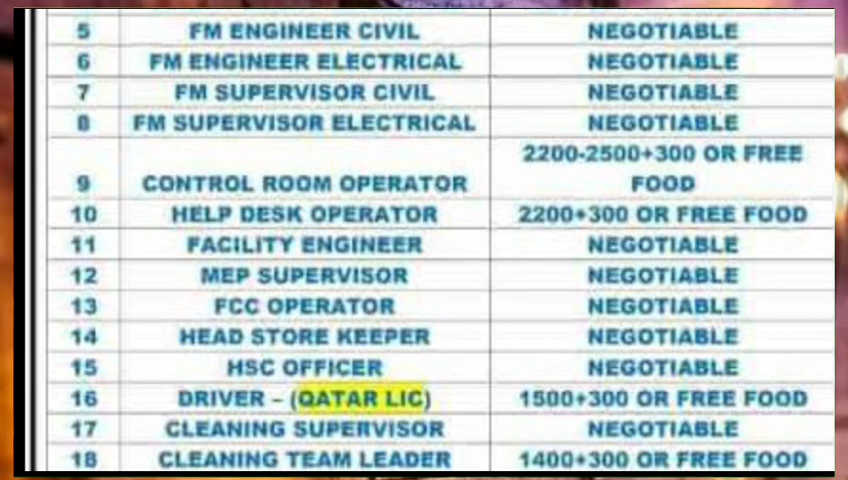 5 FM ENGINEER CIVIL NEGOTIABLE
6 FM ENGINEER ELECTRICAL NEGOTIABLE
7 FM SUPERVISOR CIVIL NEGOTIABLE
8 FM SUPERVISOR ELECTRICAL NEGOTIABLE
9 CONTROL ROOM OPERATOR 2200-2500+300 OR FREE
FOOD
10 HELP DESK OPERATOR 2200+300 OR FREE FOOD
11 FACILITY ENGINEER NEGOTIABLE
12 MEP SUPERVISOR NEGOTIABLE
13 FCC OPERATOR NEGOTIABLE
14 HEAD STORE KEEPER NEGOTIABLE
15 HSC OFFICER NEGOTIABLE
16 DRIVER – (QATAR LIC) 1500+300 OR FREE FOOD
17 CLEANING SUPERVISOR NEGOTIABLE
18 CLEANING TEAM LEADER 1400+300 OR FREE FOOD